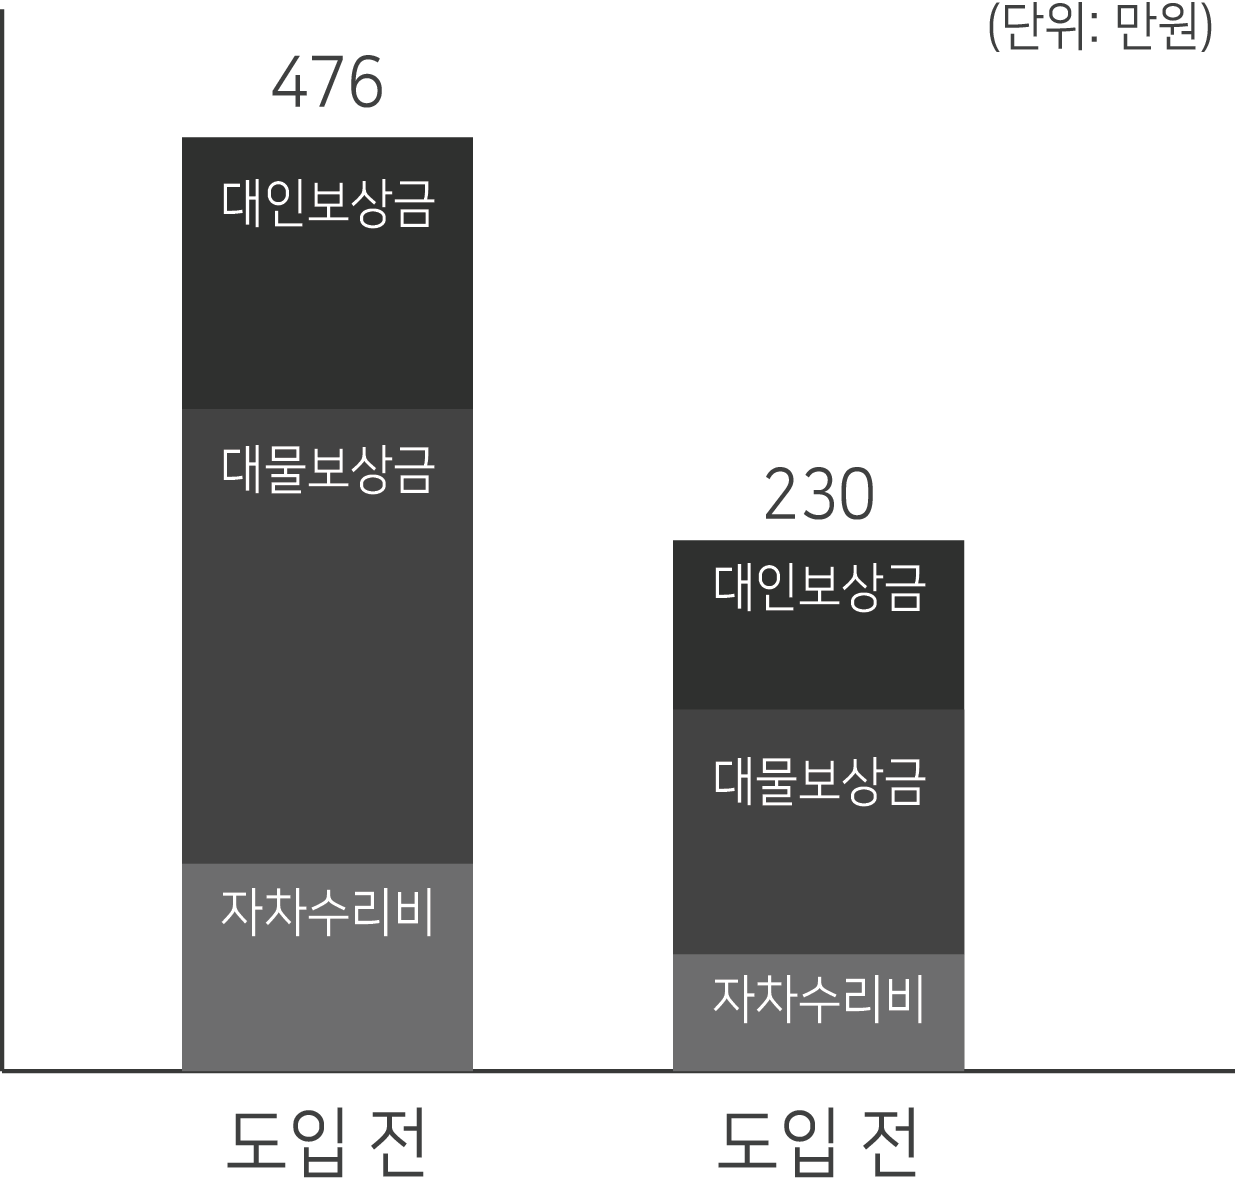 (단위: 만원)
476
대인보상금
대물보상금
자차수리비
230
대인보상금
대물보상금
자차수리비
도입 전
도입 전